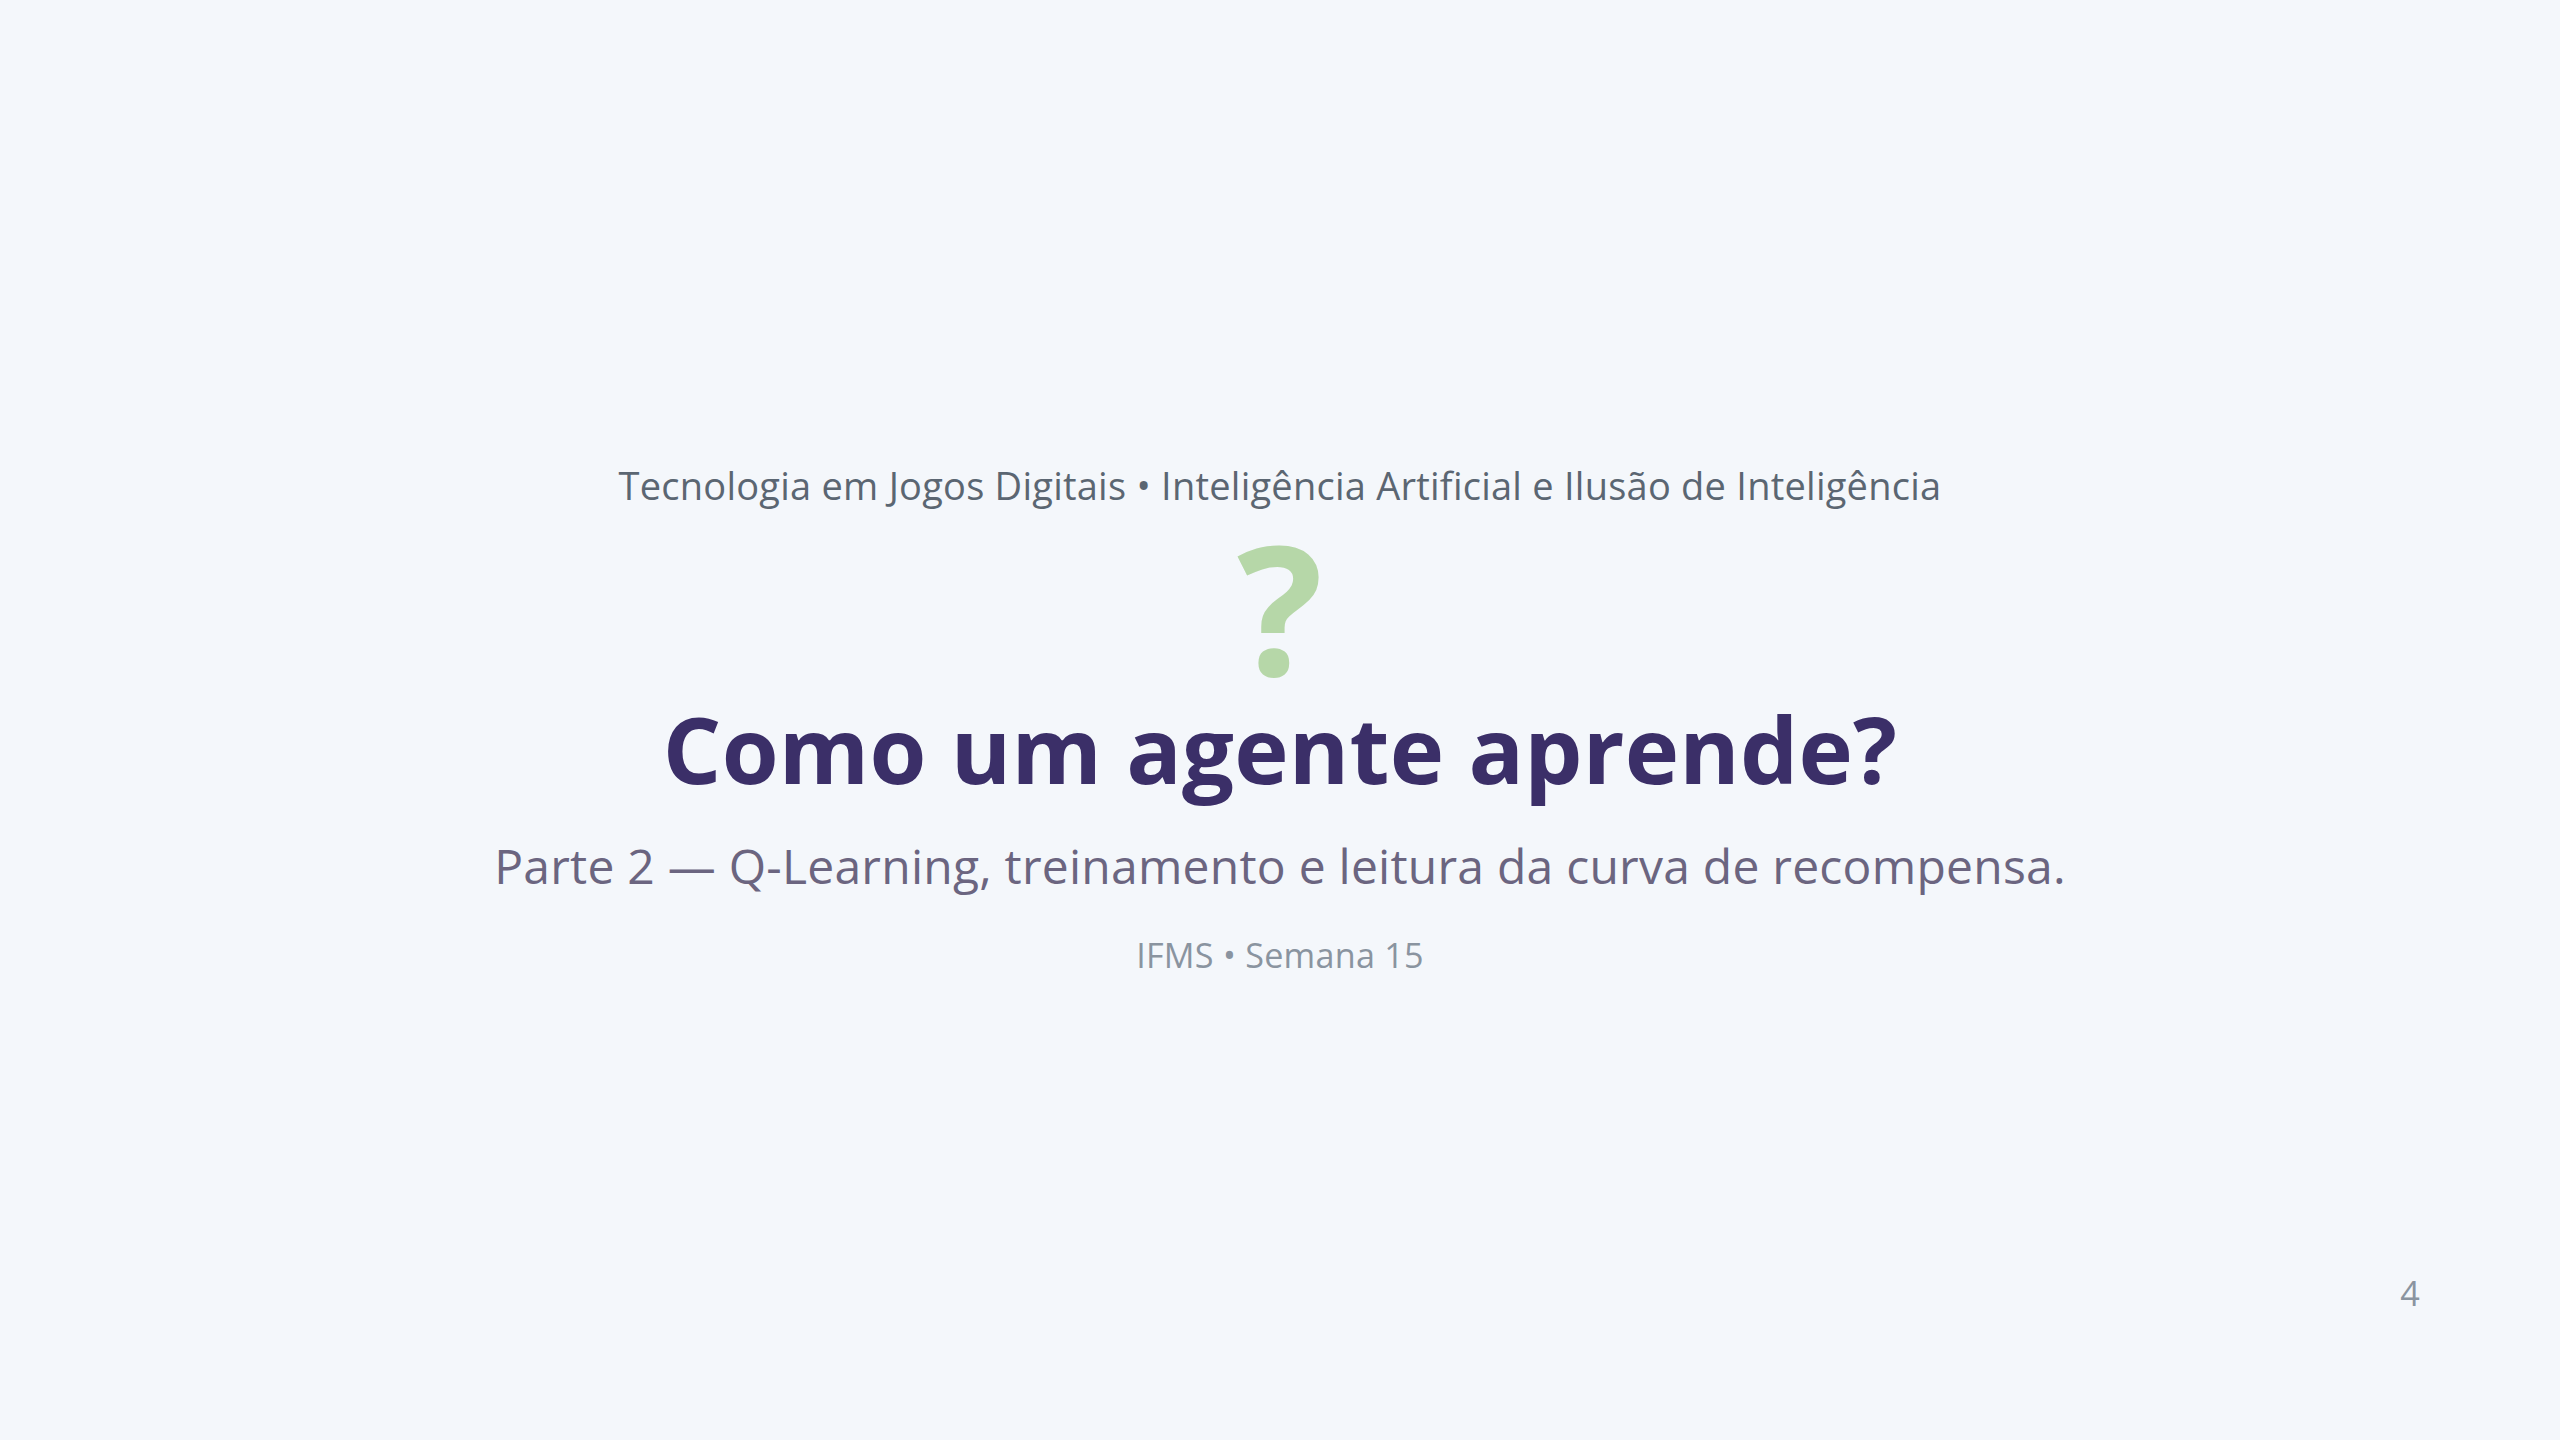 Tecnologia em Jogos Digitais • Inteligência Artificial e Ilusão de Inteligência
?
Como um agente aprende?
Parte 2 — Q-Learning, treinamento e leitura da curva de recompensa.
IFMS • Semana 15
4